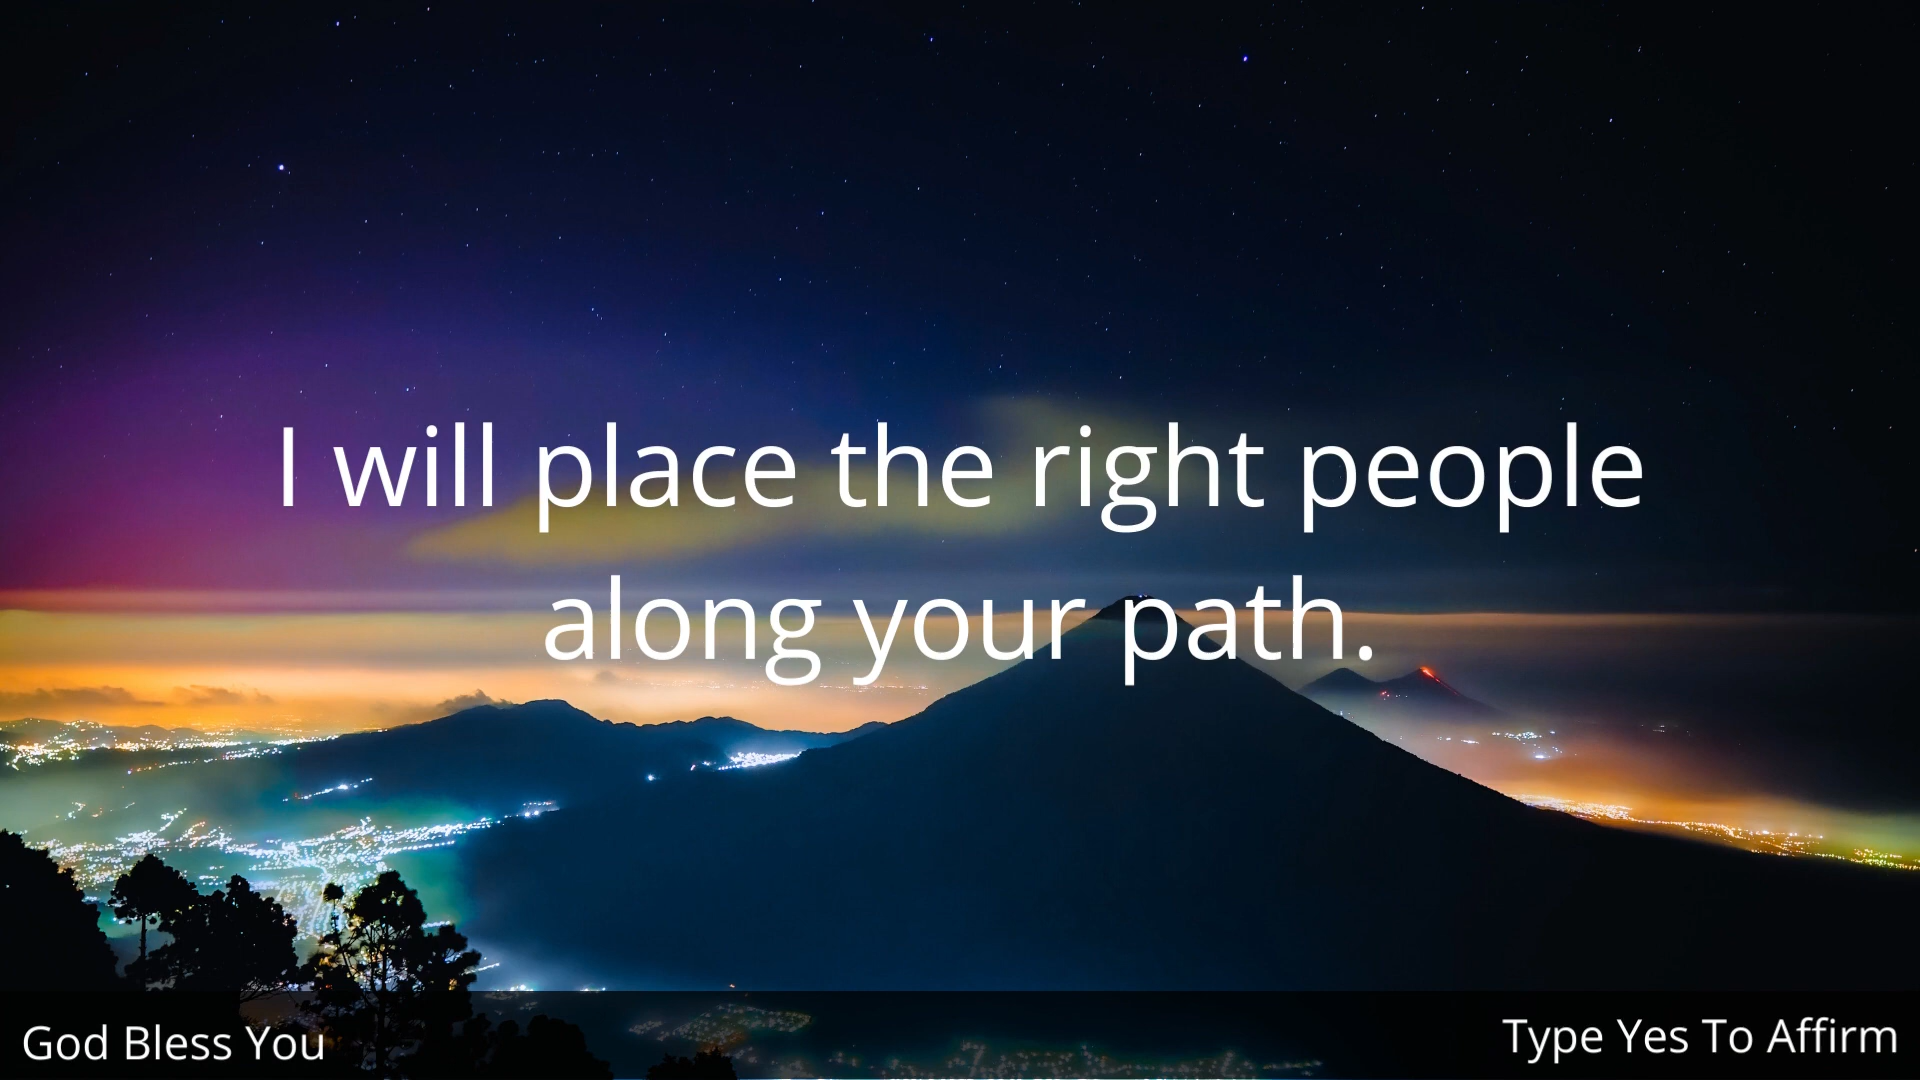 I will place the right people
along your path.
God Bless You
Type Yes To Affirm